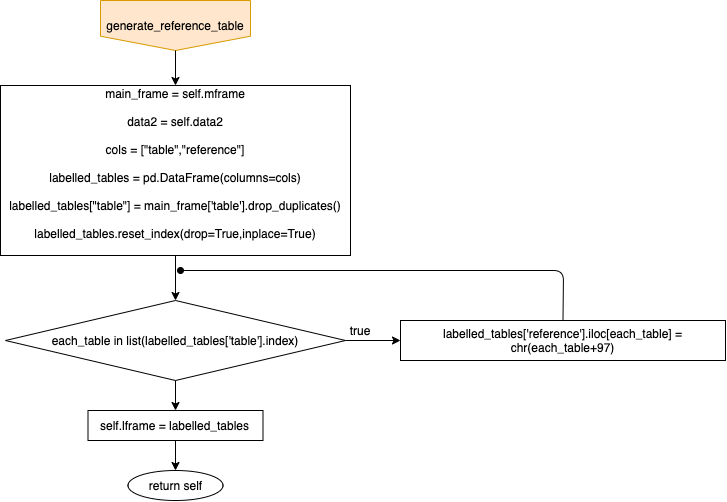 generate_reference_table
main_frame = self.mframe
data2 = self.data2
cols = ["table","reference"]
labelled_tables = pd.DataFrame(columns=cols)
labelled_tables["table"] = main_frame['table'].drop_duplicates()
labelled_tables.reset_index(drop=True,inplace=True)
each_table in list(labelled_tables['table'].index)
true
labelled_tables['reference'].iloc[each_table] =
chr(each_table+97)
self.lframe = labelled_tables
return self